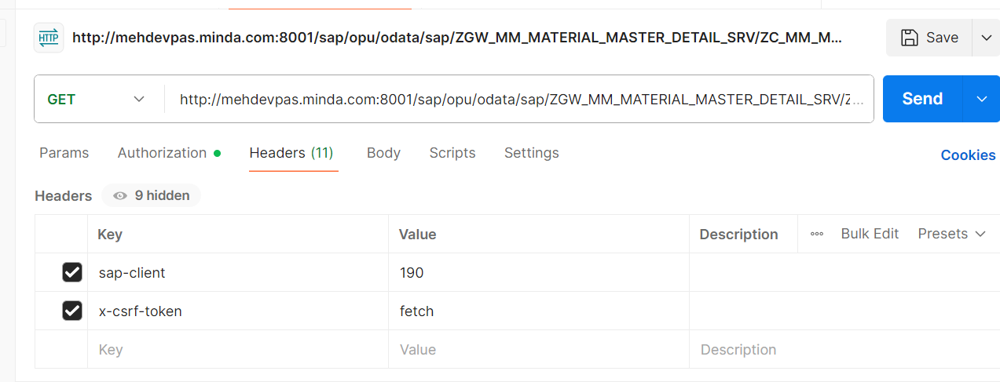 HTTP
http://mehdevpas.minda.com:8001/sap/opu/odata/sap/ZGW_MM_MATERIAL_MASTER_DETAIL_SRV/ZC_MM_M...
Save
GET
http://mehdevpas.minda.com:8001/sap/opu/odata/sap/ZGW_MM_MATERIAL_MASTER_DETAIL_SRV/Z...
Send
Params Authorization Headers (11) Body Scripts Settings Cookies
Headers 9 hidden
Key Value Description Bulk Edit Presets
sap-client 190
x-csrf-token fetch
Key Value Description